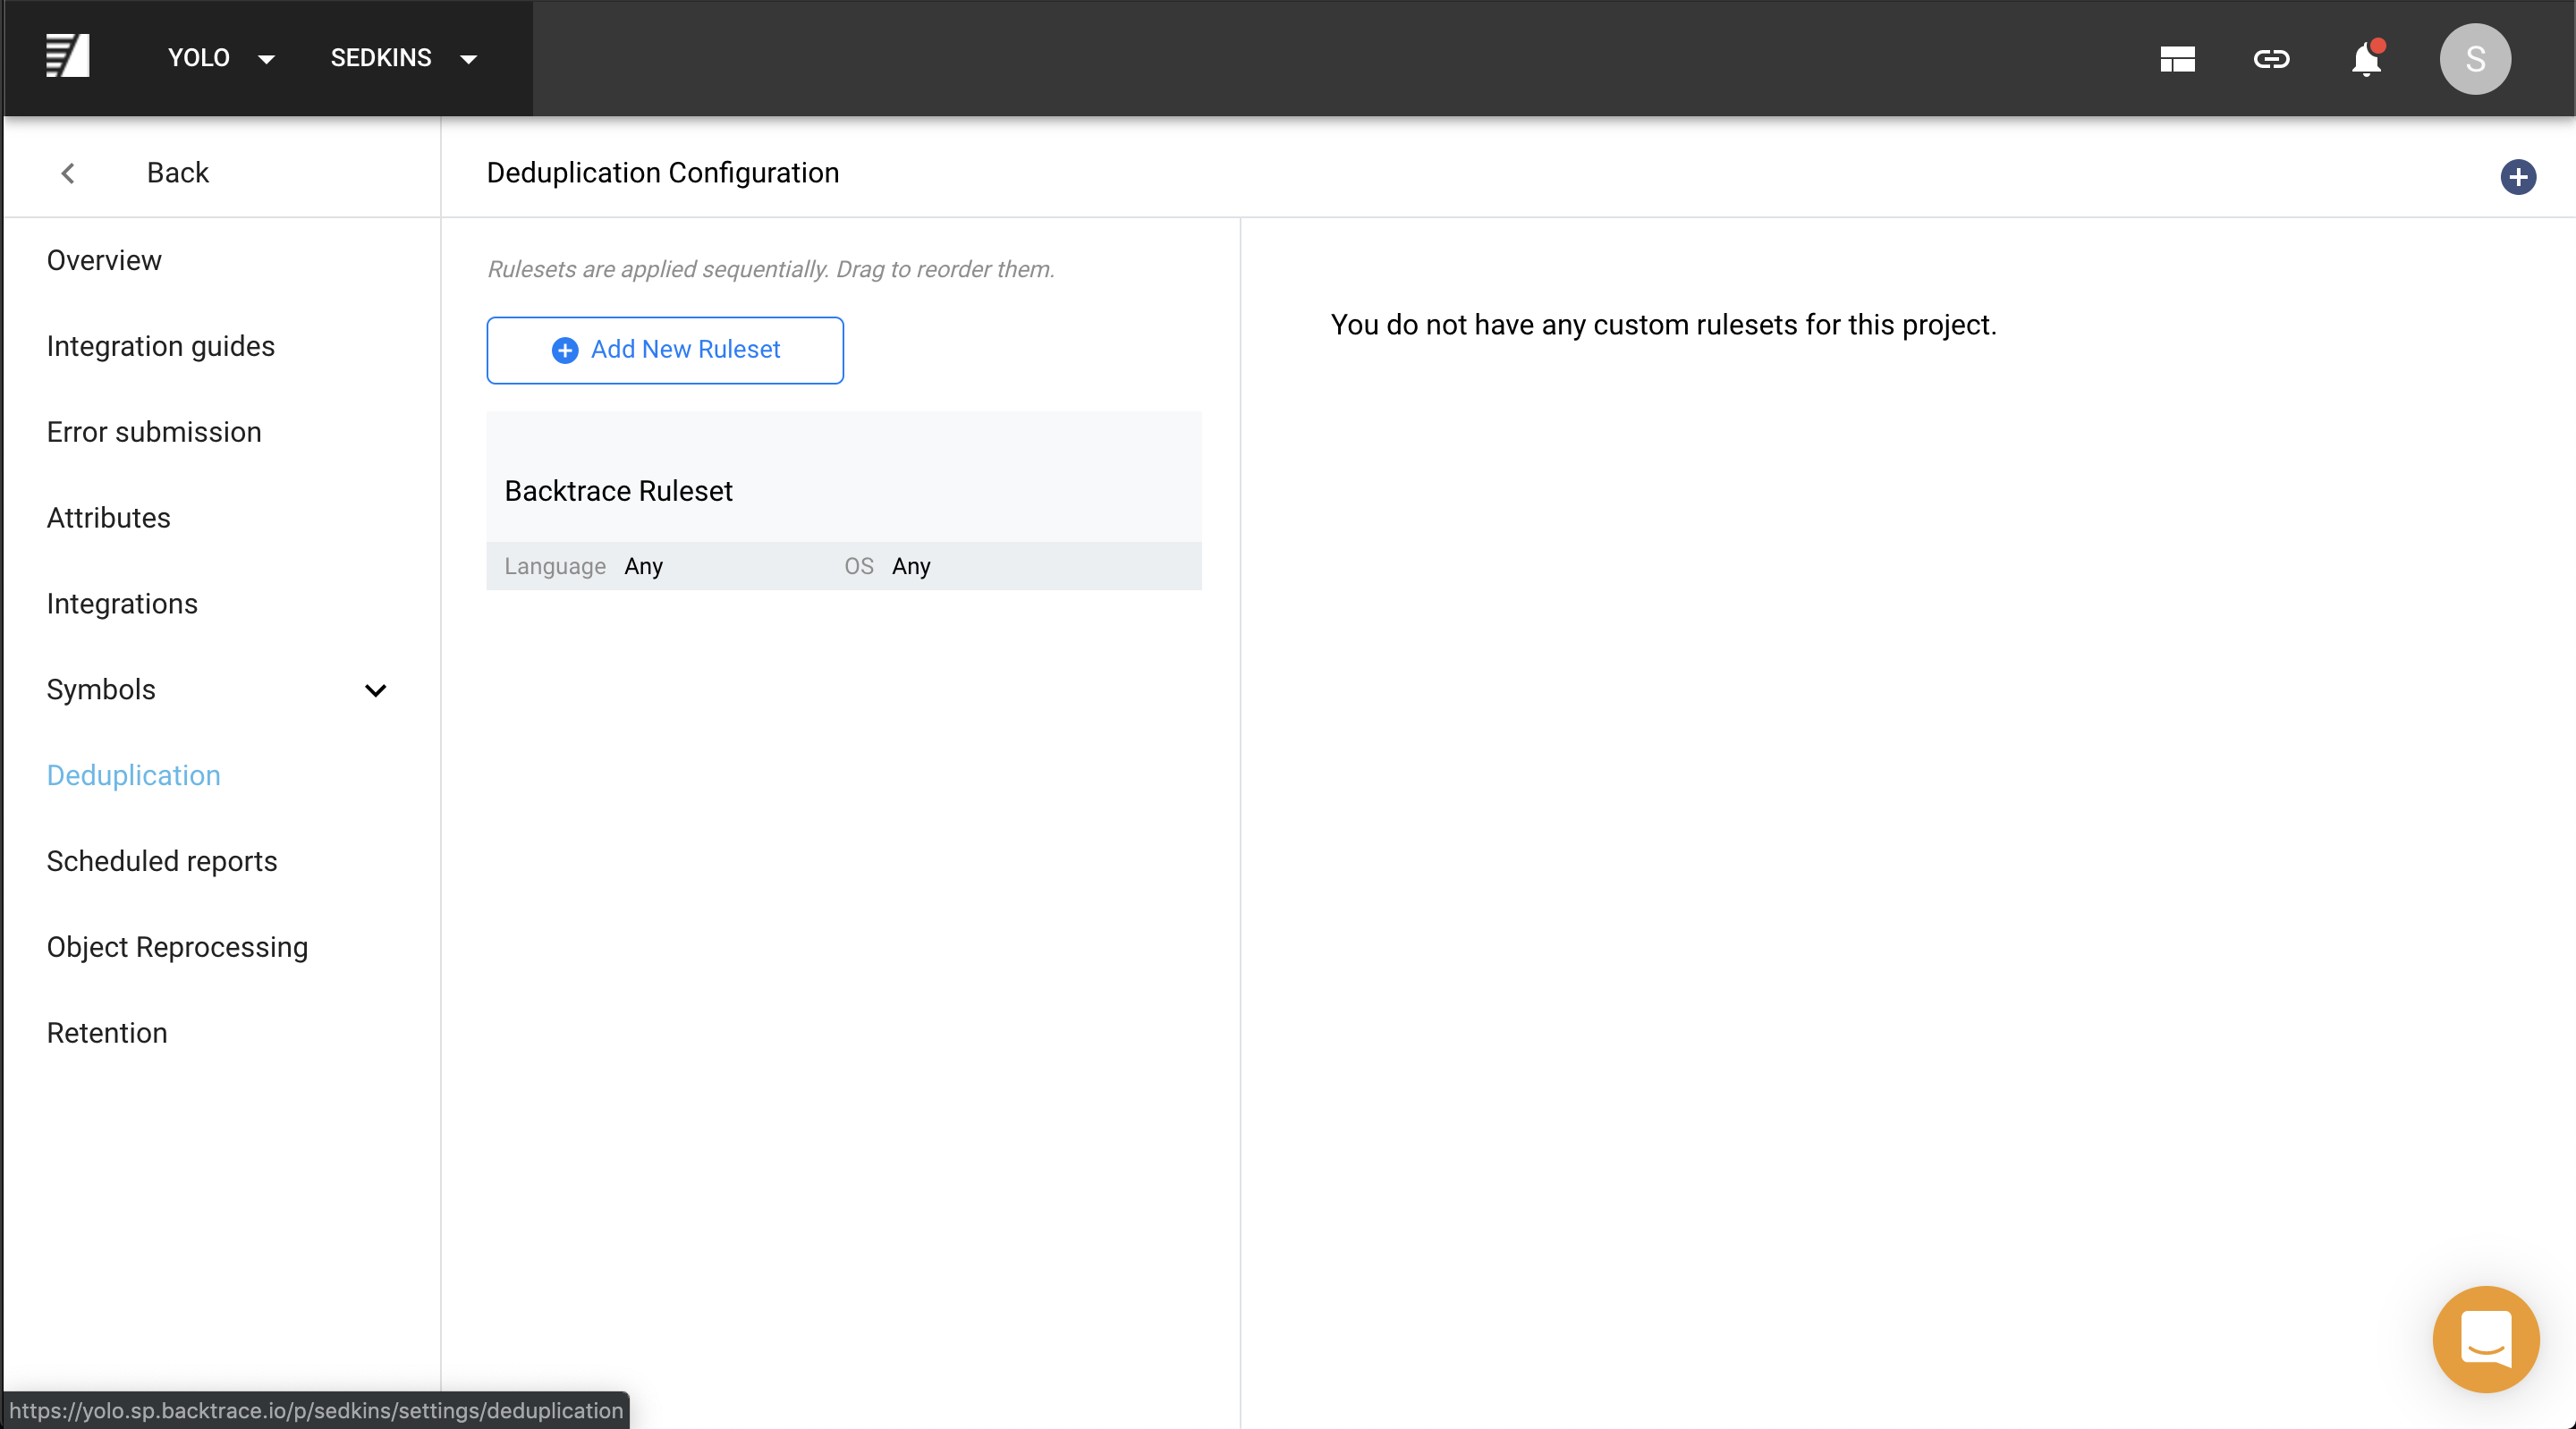 YOLO
SEDKINS
S
Back
Deduplication Configuration
Overview
Integration guides
Error submission
Attributes
Integrations
Symbols
Deduplication
Scheduled reports
Object Reprocessing
Retention
Rulesets are applied sequentially. Drag to reorder them.
Add New Ruleset
Backtrace Ruleset
Language Any OS Any
You do not have any custom rulesets for this project.
https://yolo.sp.backtrace.io/p/sedkins/settings/deduplication